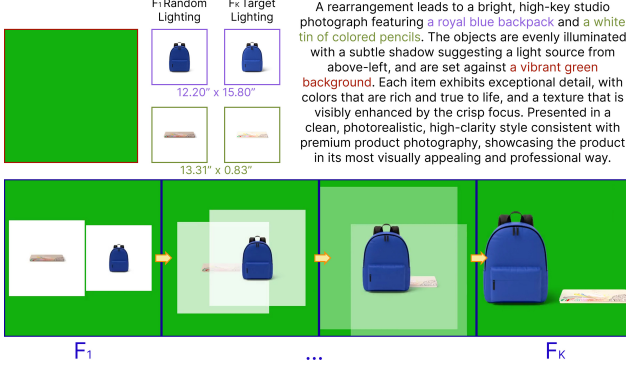 F1 Random
Lighting
FK Target
Lighting
12.20” x 15.80”
13.31” x 0.83”
A rearrangement leads to a bright, high-key studio
photograph featuring a royal blue backpack and a white
tin of colored pencils. The objects are evenly illuminated
with a subtle shadow suggesting a light source from
above-left, and are set against a vibrant green
background. Each item exhibits exceptional detail, with
colors that are rich and true to life, and a texture that is
visibly enhanced by the crisp focus. Presented in a
clean, photorealistic, high-clarity style consistent with
premium product photography, showcasing the product
in its most visually appealing and professional way.
F1
...
FK